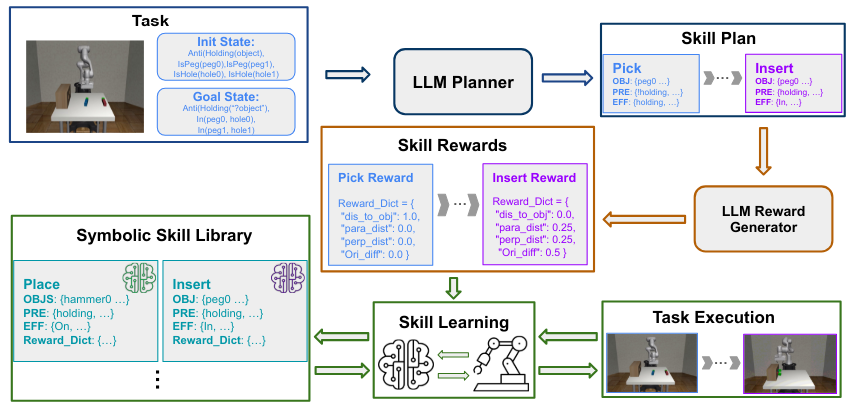 Task
Init State:
Anti(Holding(object),
IsPeg(peg0),IsPeg(peg1),
IsHole(hole0), IsHole(hole1)
Goal State:
Anti(Holding("?object"),
In(peg0, hole0),
In(peg1, hole1)
LLM Planner
Skill Plan
Pick
OBJ: {peg0 ...}
PRE: {!holding, ...}
EFF: {holding, ...}
...
Insert
OBJ: {peg0 ...}
PRE: {holding, ...}
EFF: {In, ...}
Skill Rewards
Pick Reward
Reward_Dict = {
"dis_to_obj": 1.0,
"para_dist": 0.0,
"perp_dist": 0.0,
"Ori_diff": 0.0 }
...
Insert Reward
Reward_Dict = {
"dis_to_obj": 0.0,
"para_dist": 0.25,
"perp_dist": 0.25,
"Ori_diff": 0.5 }
LLM Reward
Generator
Symbolic Skill Library
Place
OBJS: {hammer0 ...}
PRE: {holding, ...}
EFF: {On, ...}
Reward_Dict: {...}
Insert
OBJ: {peg0 ...}
PRE: {holding, ...}
EFF: {In, ...}
Reward_Dict: {...}
Skill Learning
Task Execution
...